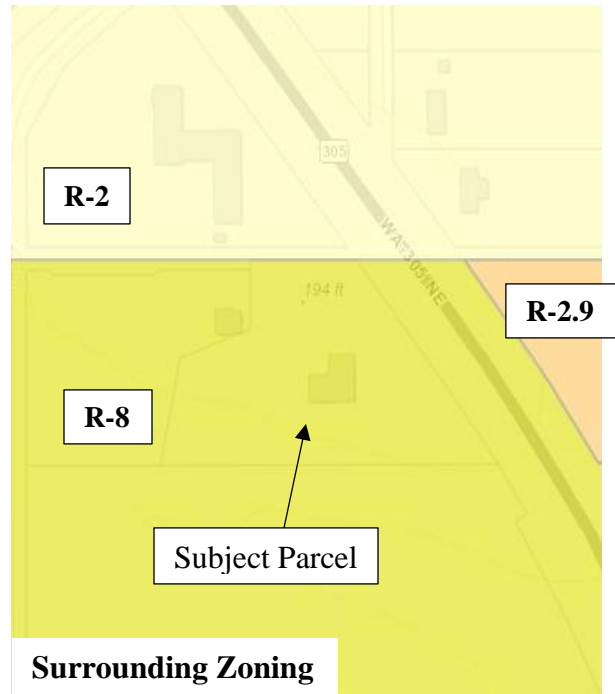 305
R-2
WA 305 NE
194 ft
R-2.9
R-8
Subject Parcel
Surrounding Zoning